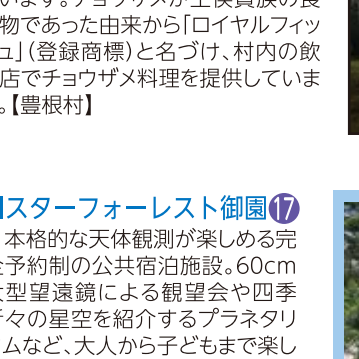 います。チョウザメが王侯貴族の食
物であった由来から「ロイヤルフィッ
ュ」（登録商標）と名づけ、村内の飲
店でチョウザメ料理を提供していま
。【豊根村】
スターフォーレスト御園17
本格的な天体観測が楽しめる完
全予約制の公共宿泊施設。60cm
大型望遠鏡による観望会や四季
折々の星空を紹介するプラネタリ
ムなど、大人から子どもまで楽し